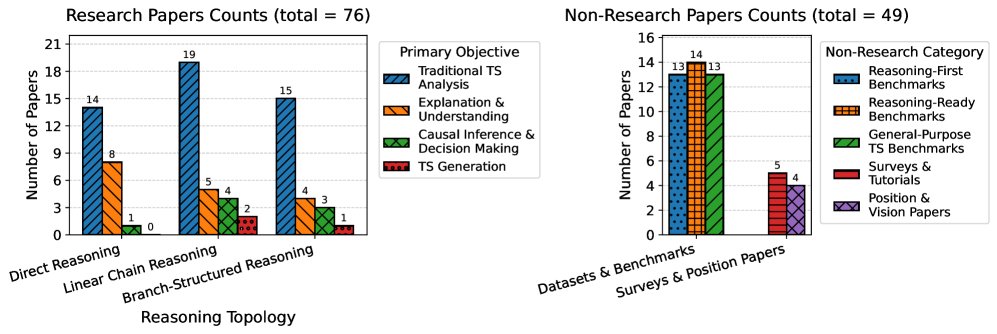 Research Papers Counts (total = 76)
Number of Papers
21
18
15
12
9
6
3
0
14
8
1
0
19
5
4
2
15
4
3
1
Direct Reasoning
Linear Chain Reasoning
Branch-Structured Reasoning
Reasoning Topology
Primary Objective
Traditional TS
Analysis
Explanation &
Understanding
Causal Inference &
Decision Making
TS Generation
Non-Research Papers Counts (total = 49)
Number of Papers
16
14
12
10
8
6
4
2
0
13
14
13
5
4
Datasets & Benchmarks
Surveys & Position Papers
Non-Research Category
Reasoning-First
Benchmarks
Reasoning-Ready
Benchmarks
General-Purpose
TS Benchmarks
Surveys &
Tutorials
Position &
Vision Papers